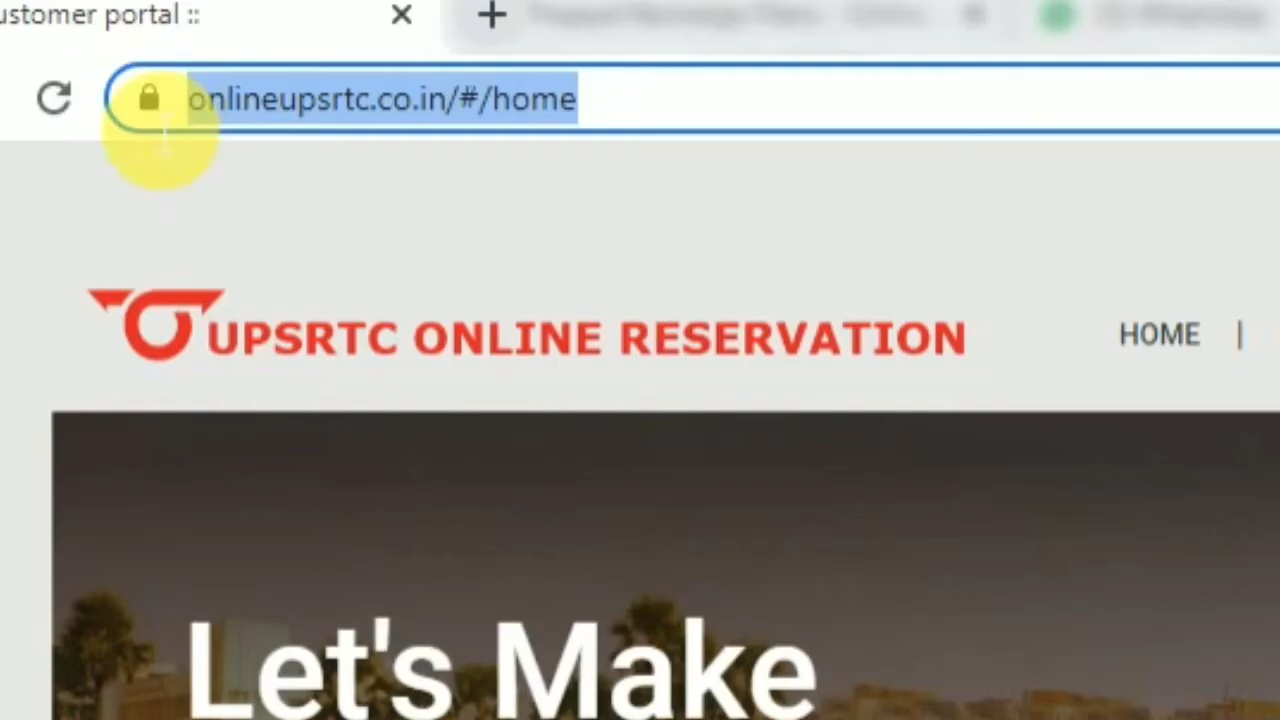 ustomer portal ::
onlineupsrtc.co.in/#/home
UPSRTC ONLINE RESERVATION
HOME |
Let's Make